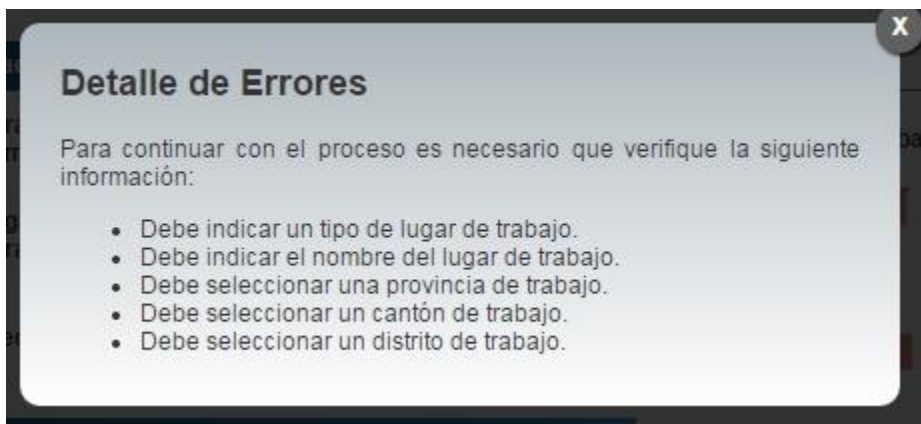 X
Detalle de Errores
Para continuar con el proceso es necesario que verifique la siguiente
información:
• Debe indicar un tipo de lugar de trabajo.
• Debe indicar el nombre del lugar de trabajo.
• Debe seleccionar una provincia de trabajo.
• Debe seleccionar un cantón de trabajo.
• Debe seleccionar un distrito de trabajo.